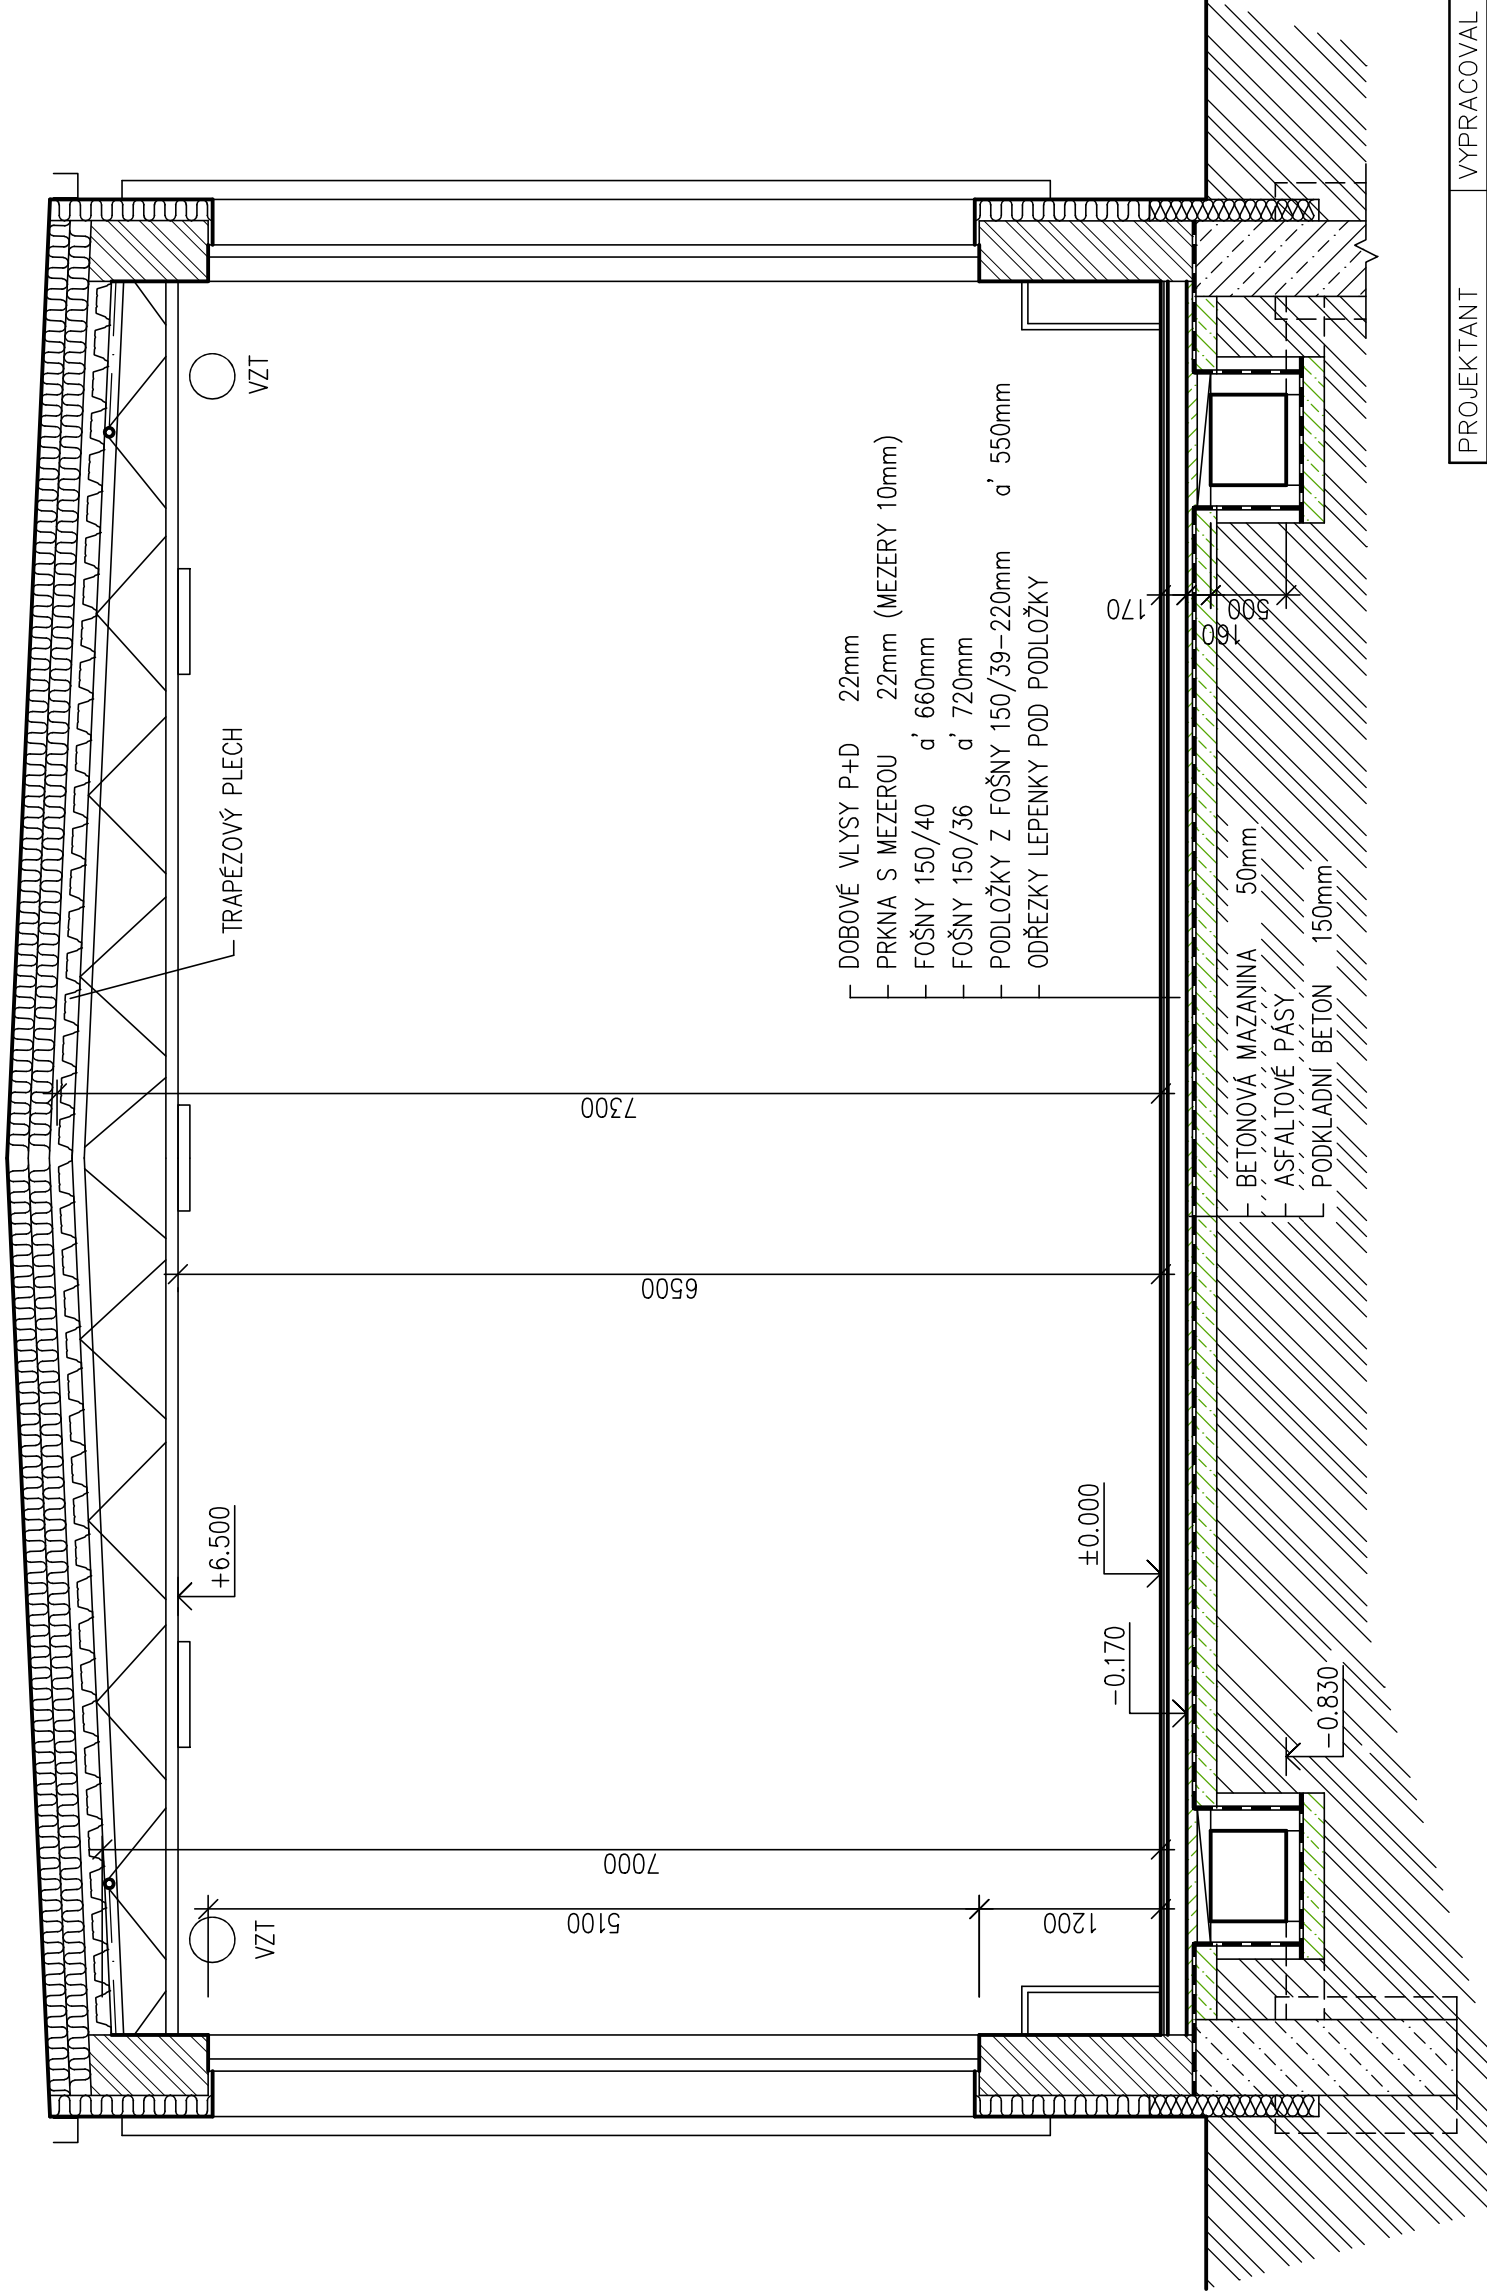 TRAPÉZOVÝ PLECH
VZT
VZT
+6.500
7300
6500
7000
5100
1200
DOBOVÉ VLYSY P+D 22mm
PRKNA S MEZEROU 22mm (MEZERY 10mm)
FOŠNY 150/40 a' 660mm
FOŠNY 150/36 a' 720mm
PODLOŽKY Z FOŠNY 150/39-220mm a' 550mm
ODŘEZKY LEPENKY POD PODLOŽKY
±0.000
-0.170
170
160
500
BETONOVÁ MAZANINA 50mm
ASFALTOVÉ PÁSY
PODKLADNÍ BETON 150mm
-0.830
PROJEKTANT VYPRACOVAL